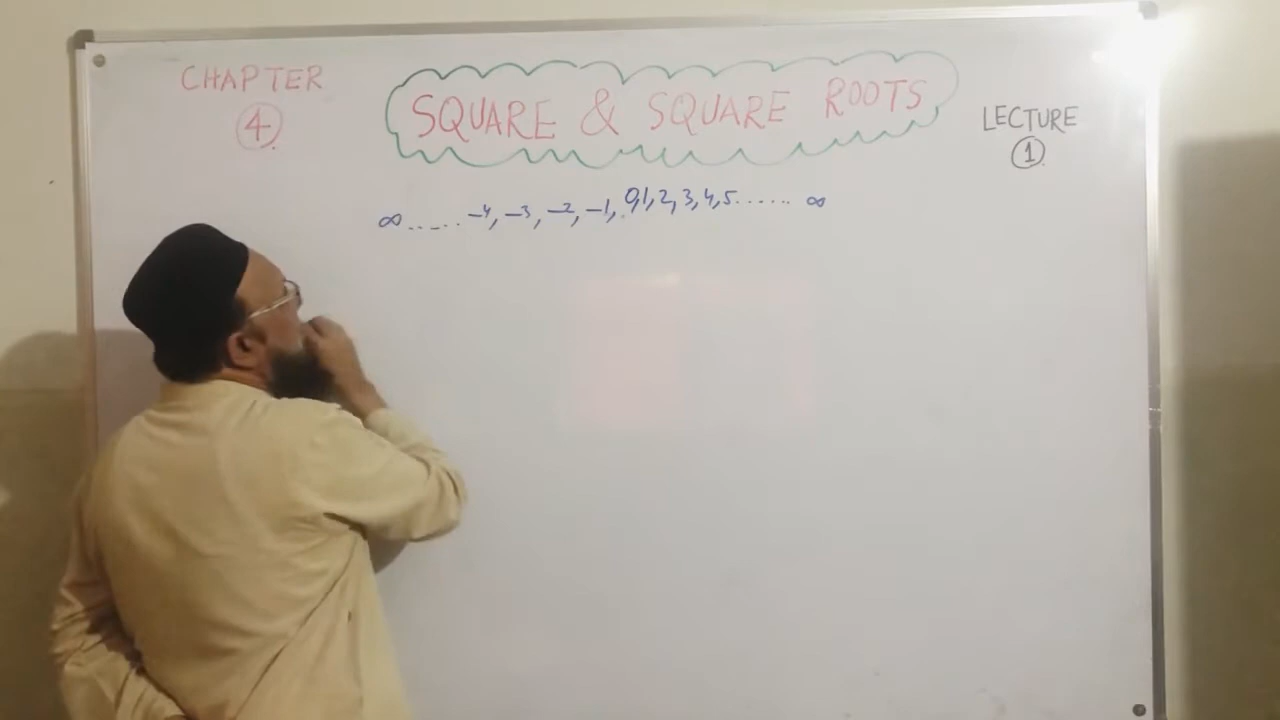 CHAPTER
4
SQUARE & SQUARE ROOTS
LECTURE
1
∞...... -4, -3, -2, -1, 0,1,2,3,4,5...... ∞